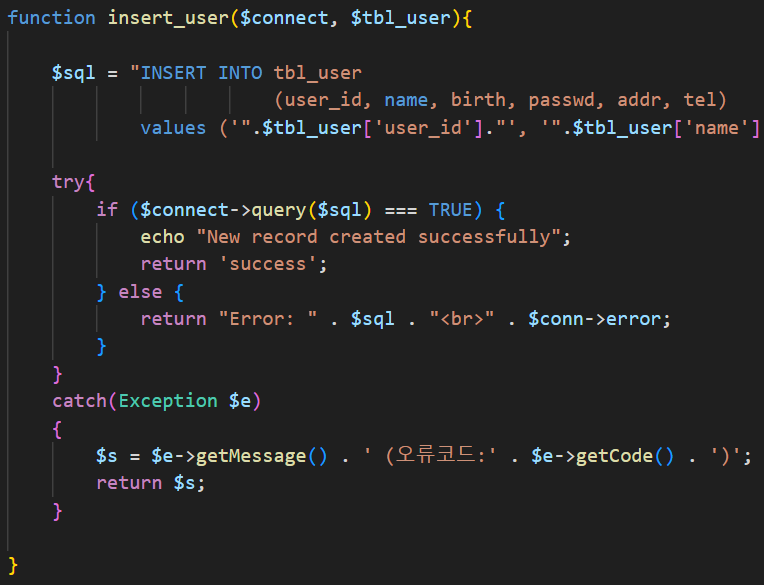 function insert_user($connect, $tbl_user){
$sql = "INSERT INTO tbl_user
(user_id, name, birth, passwd, addr, tel)
values ('".$tbl_user['user_id']."', '".$tbl_user['name']
try{
if ($connect->query($sql) === TRUE) {
echo "New record created successfully";
return 'success';
} else {
return "Error: " . $sql . "<br>" . $conn->error;
}
}
catch(Exception $e)
{
$s = $e->getMessage() . ' (오류코드:' . $e->getCode() . ')';
return $s;
}
}